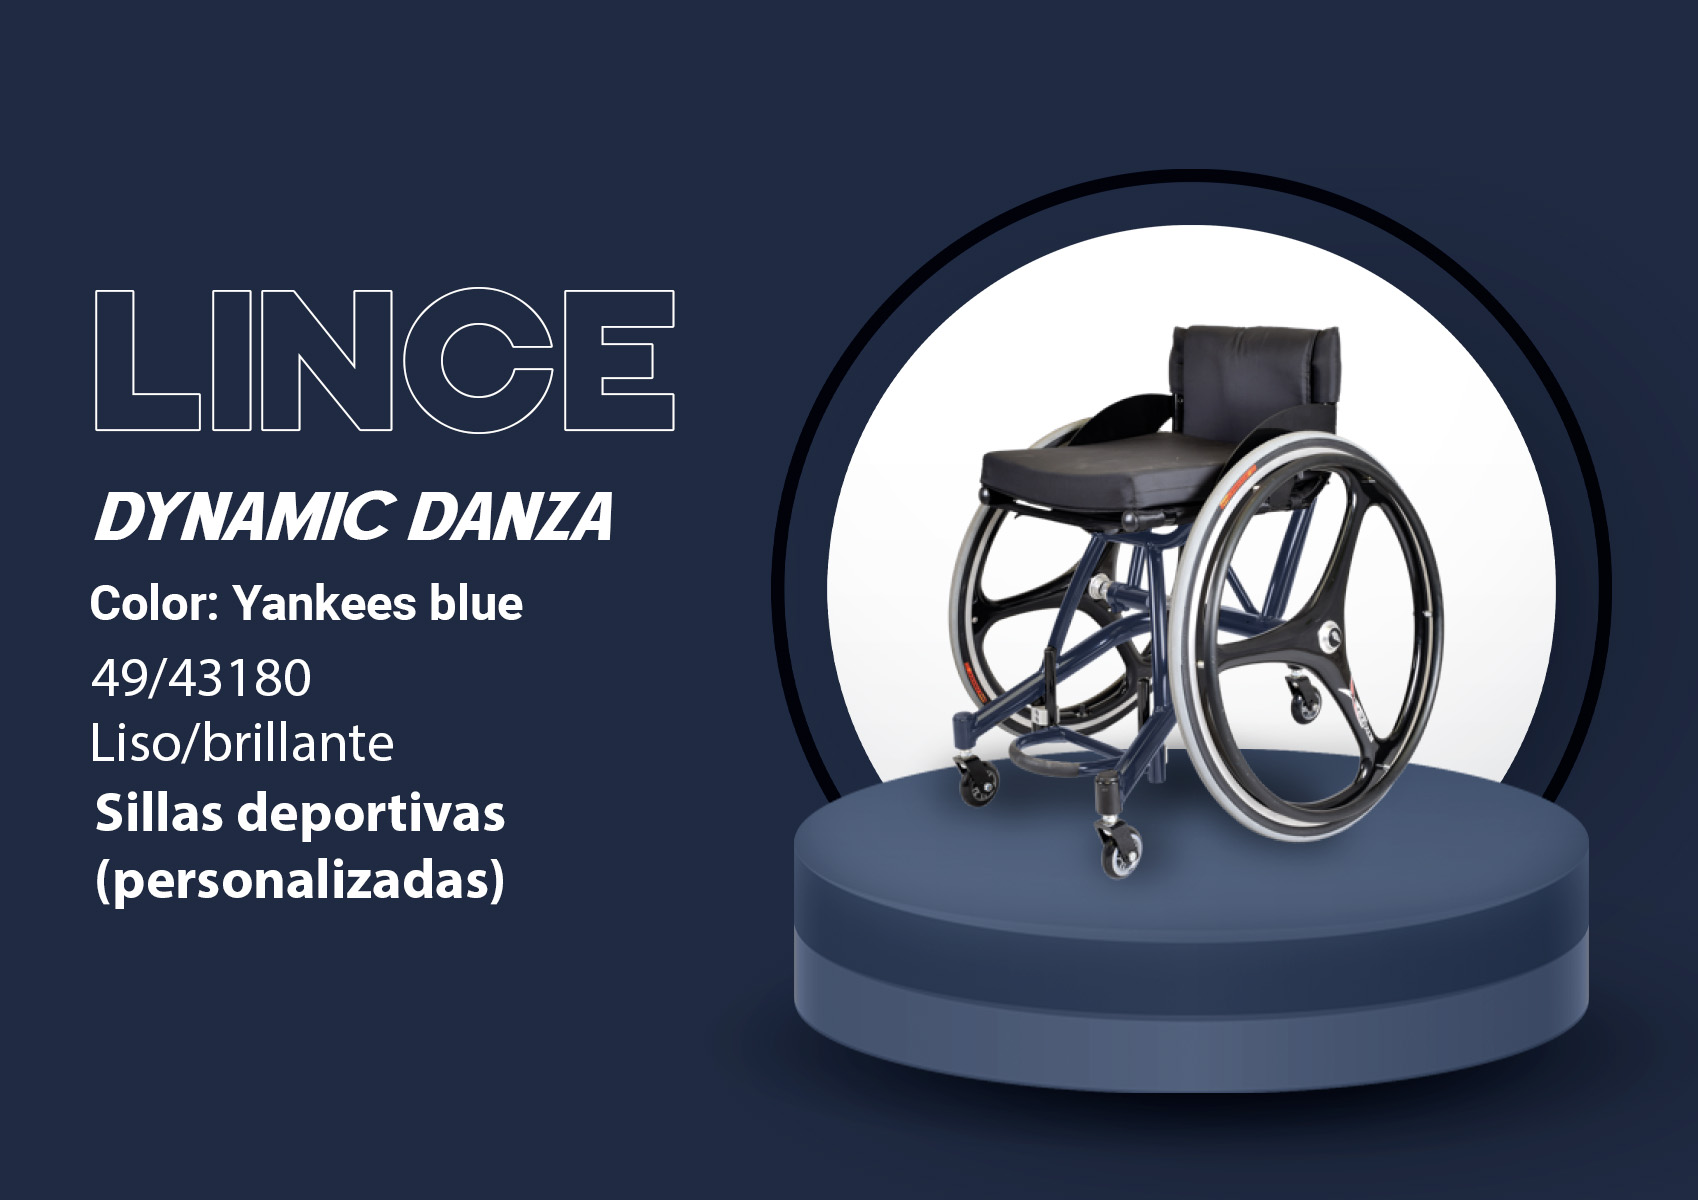 LINCE
DYNAMIC DANZA
Color: Yankees blue
49/43180
Liso/brillante
Sillas deportivas
(personalizadas)